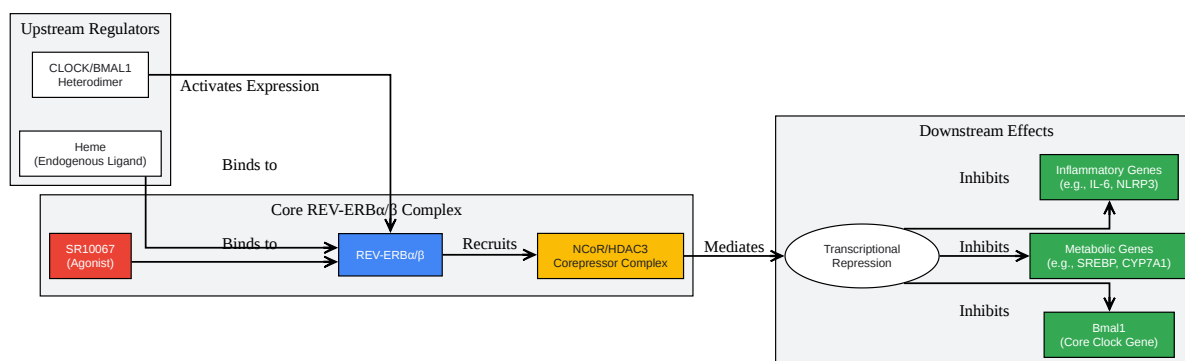 Upstream Regulators
CLOCK/BMAL1
Heterodimer
Activates Expression
Heme
(Endogenous Ligand)
Binds to
Core REV-ERBα/β Complex
SR10067
(Agonist)
Binds to
REV-ERBα/β
Recruits
NCoR/HDAC3
Corepressor Complex
Mediates
Downstream Effects
Transcriptional
Repression
Inhibits
Inflammatory Genes
(e.g., IL-6, NLRP3)
Inhibits
Metabolic Genes
(e.g., SREBP, CYP7A1)
Inhibits
Bmal1
(Core Clock Gene)